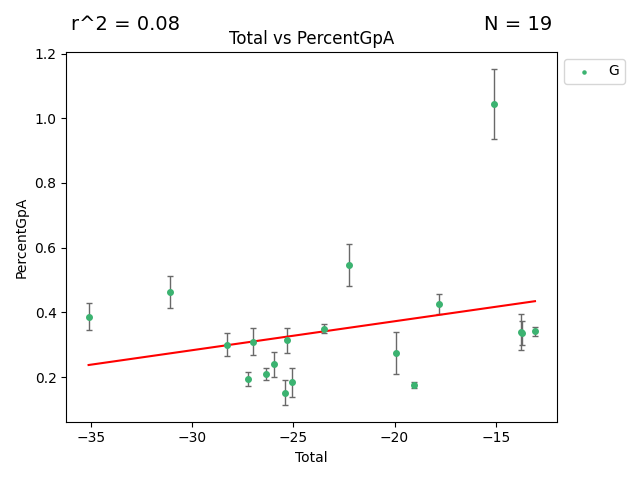 r^2 = 0.08
N = 19
Total vs PercentGpA
G
PercentGpA
1.2
1.0
0.8
0.6
0.4
0.2
−35
−30
−25
−20
−15
Total